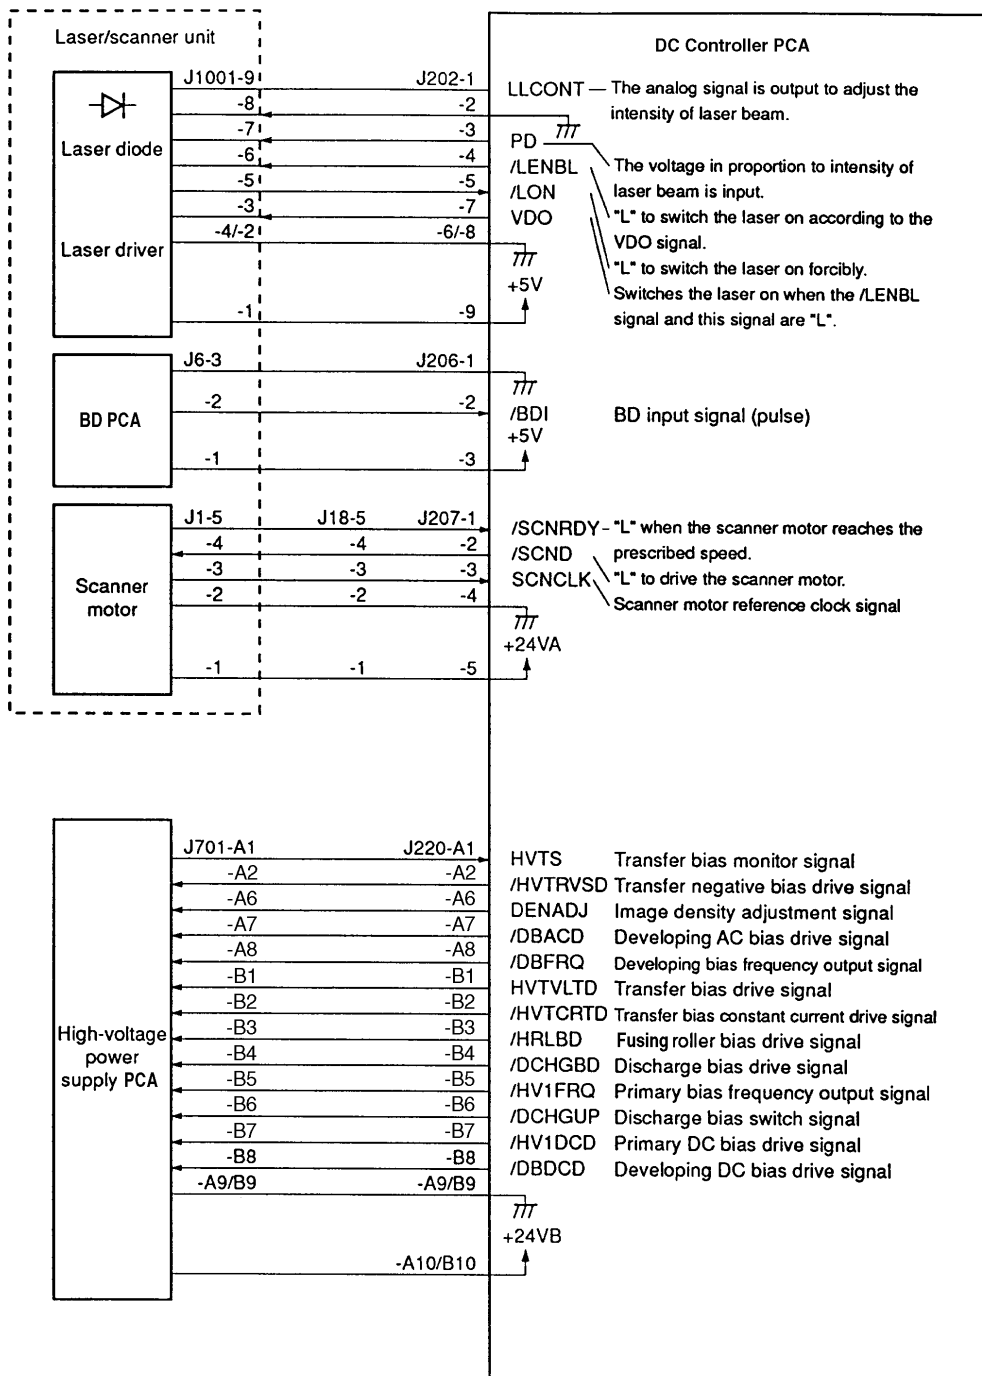 Laser/scanner unit
DC Controller PCA
J1001-9 J202-1 LLCONT — The analog signal is output to adjust the
intensity of laser beam.
-8 -2
-7 -3 PD
Laser diode
-6 -4 /LENBL The voltage in proportion to intensity of
laser beam is input.
-5 -5 /LON
-3 -7 VDO "L" to switch the laser on according to the
VDO signal.
-4/-2 -6/-8
Laser driver
"L" to switch the laser on forcibly.
+5V Switches the laser on when the /LENBL
signal and this signal are "L".
-1 -9
J6-3 J206-1
BD PCA
-2 -2 /BDI BD input signal (pulse)
+5V
-1 -3
J1-5 J18-5 J207-1 /SCNRDY - "L" when the scanner motor reaches the
prescribed speed.
-4 -4 -2 /SCND
-3 -3 -3 SCNCLK "L" to drive the scanner motor.
Scanner
motor
-2 -2 -4 Scanner motor reference clock signal
+24VA
-1 -1 -5
J701-A1 J220-A1 HVTS Transfer bias monitor signal
-A2 -A2 /HVTRVSD Transfer negative bias drive signal
-A6 -A6 DENADJ Image density adjustment signal
-A7 -A7 /DBACD Developing AC bias drive signal
-A8 -A8 /DBFRQ Developing bias frequency output signal
-B1 -B1 HVTVLTD Transfer bias drive signal
-B2 -B2 /HVTCRTD Transfer bias constant current drive signal
-B3 -B3 /HRLBD Fusing roller bias drive signal
High-voltage
power
supply PCA
-B4 -B4 /DCHGBD Discharge bias drive signal
-B5 -B5 /HV1FRQ Primary bias frequency output signal
-B6 -B6 /DCHGUP Discharge bias switch signal
-B7 -B7 /HV1DCD Primary DC bias drive signal
-B8 -B8 /DBDCD Developing DC bias drive signal
-A9/B9 -A9/B9
+24VB
-A10/B10